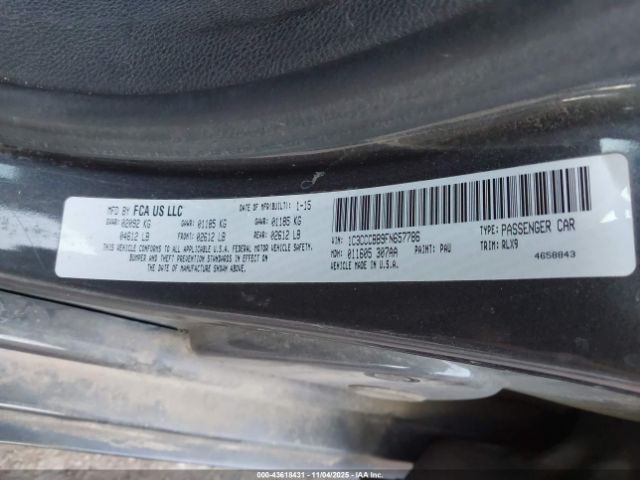 MFD BY FCA US LLC DATE OF MFR(BUILT): 1-15
GVWR: 02092 KG GAWR: 01185 KG GAWR: 01185 KG
04612 LB FRONT: 02612 LB REAR: 02612 LB
THIS VEHICLE CONFORMS TO ALL APPLICABLE U.S.A. FEDERAL MOTOR VEHICLE SAFETY,
BUMPER AND THEFT PREVENTION STANDARDS IN EFFECT ON
THE DATE OF MANUFACTURE SHOWN ABOVE.
VIN: 1C3CCCBB9FN657786 TYPE: PASSENGER CAR
MDH: 011605 307AA PAINT: PAU TRIM: RLX9
VEHICLE MADE IN U.S.A. 4658843
000-43618431 - 11/04/2025 - IAAI.COM